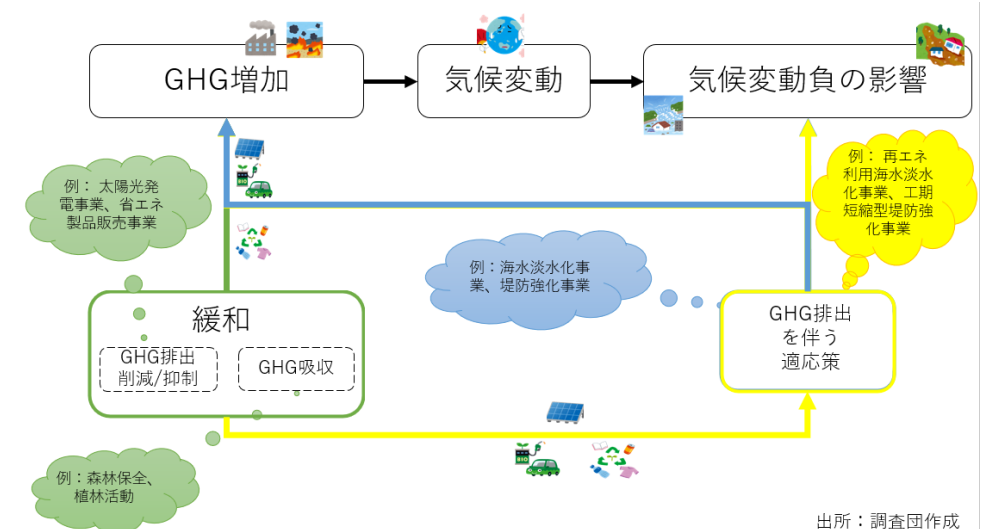 GHG増加
気候変動
気候変動負の影響
例： 太陽光発
電事業、省エネ
製品販売事業
例： 再エネ
利用海水淡水
化事業、工期
短縮型堤防強
化事業
例：海水淡水化事
業、堤防強化事業
緩和
GHG排出
削減/抑制
GHG吸収
GHG排出
を伴う
適応策
BIO
BIO
例：森林保全、
植林活動
出所：調査団作成